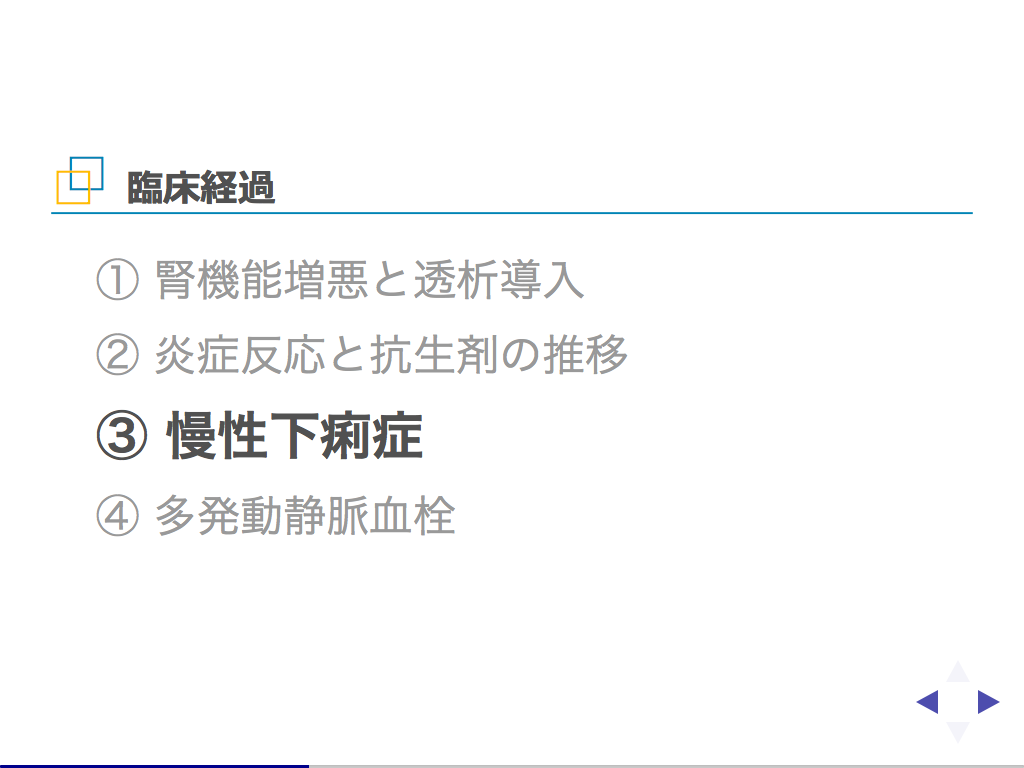 臨床経過
① 腎機能増悪と透析導入
② 炎症反応と抗生剤の推移
③ 慢性下痢症
④ 多発動静脈血栓